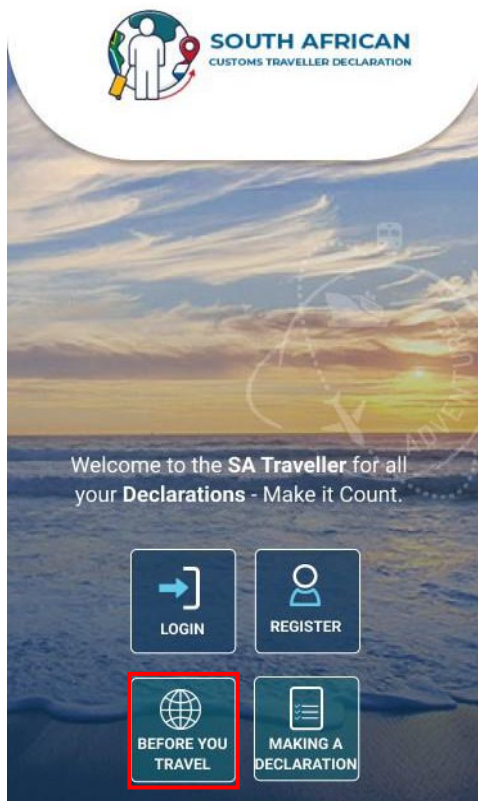 SOUTH AFRICAN
CUSTOMS TRAVELLER DECLARATION
ADVENTURE
Welcome to the SA Traveller for all
your Declarations - Make it Count.
LOGIN
REGISTER
BEFORE YOU
TRAVEL
MAKING A
DECLARATION